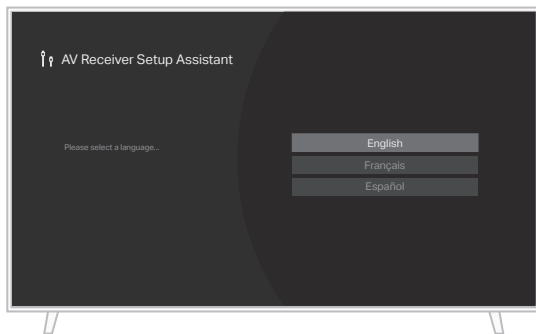 AV Receiver Setup Assistant
Please select a language...
English
Français
Español